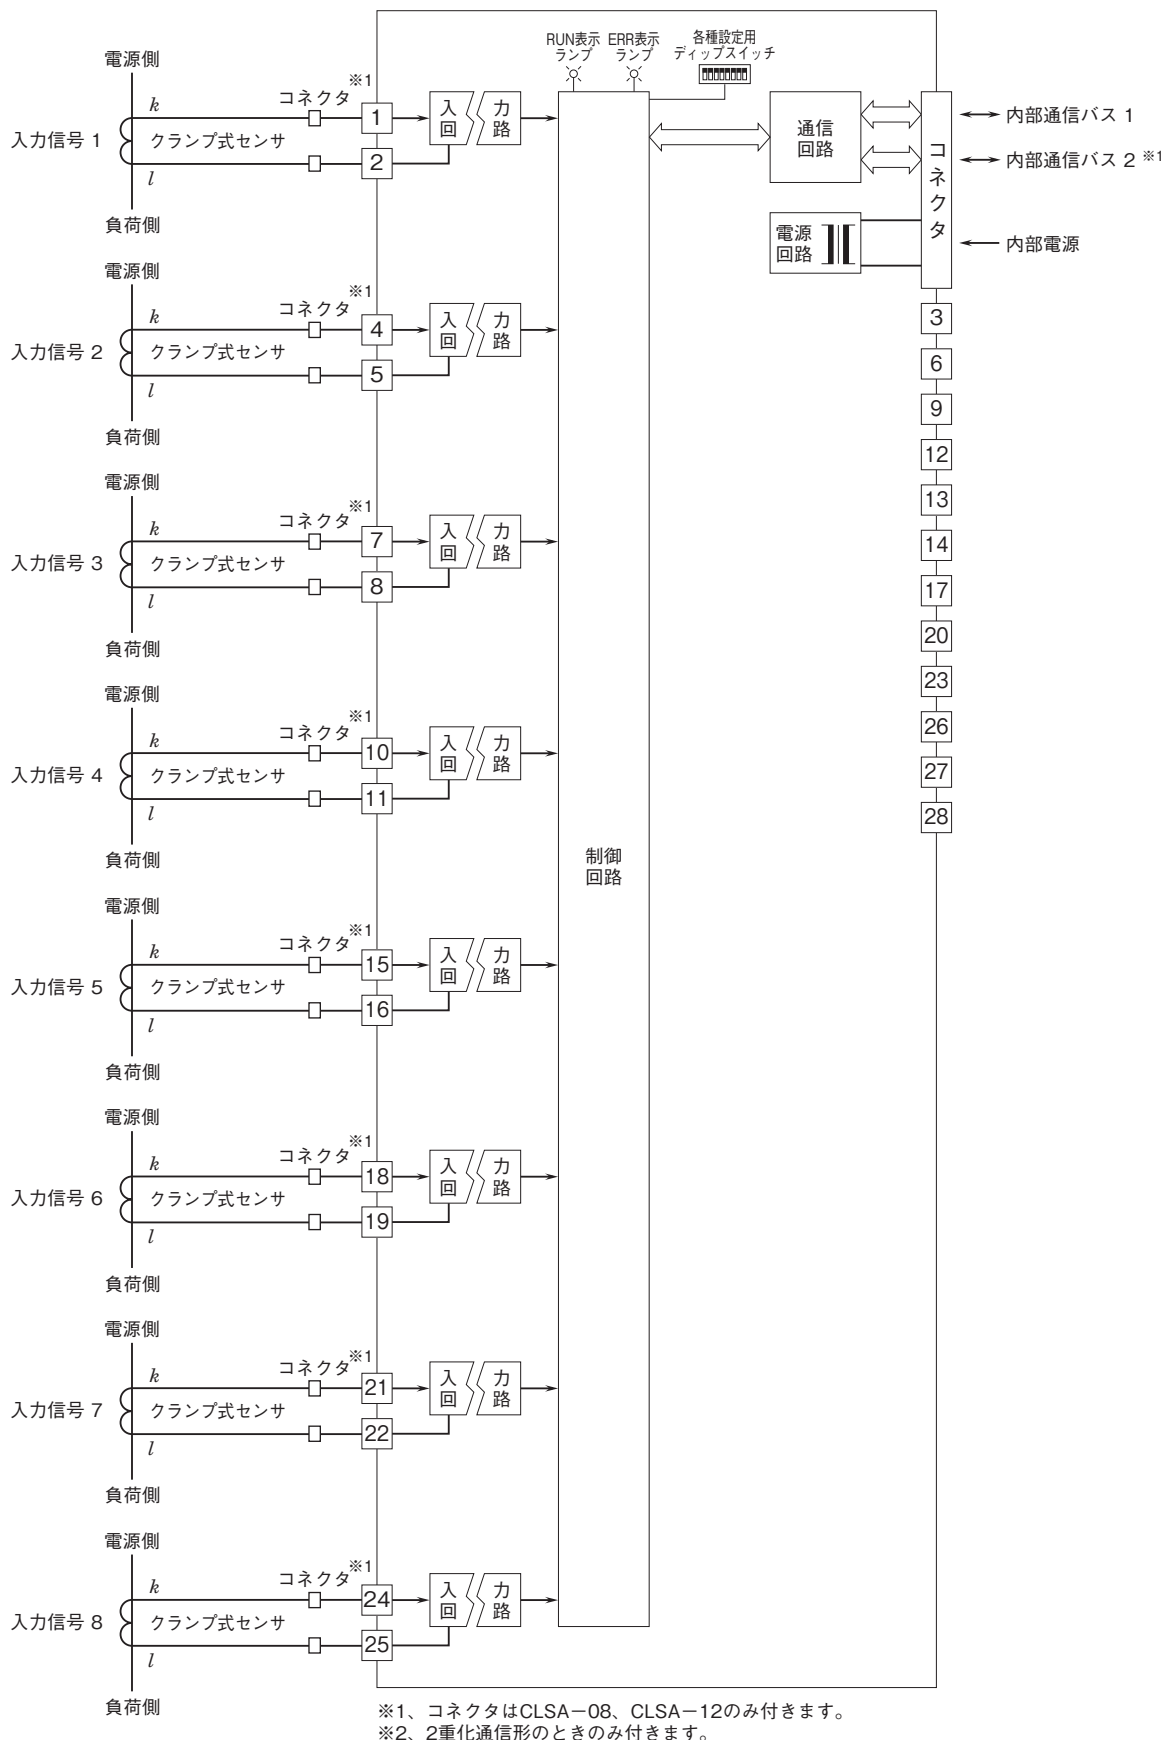 RUN表示
ランプ
ERR表示
ランプ
各種設定用
ディップスイッチ
電源側
k
コネクタ※1
1
入力
回路
入力信号 1
クランプ式センサ
2
l
負荷側
通信
回路
コネクタ
内部通信バス 1
内部通信バス 2 ※1
電源
回路
内部電源
電源側
k
コネクタ※1
4
入力
回路
入力信号 2
クランプ式センサ
5
l
負荷側
電源側
k
コネクタ※1
7
入力
回路
入力信号 3
クランプ式センサ
8
l
負荷側
電源側
k
コネクタ※1
10
入力
回路
入力信号 4
クランプ式センサ
11
l
負荷側
制御
回路
電源側
k
コネクタ※1
15
入力
回路
入力信号 5
クランプ式センサ
16
l
負荷側
電源側
k
コネクタ※1
18
入力
回路
入力信号 6
クランプ式センサ
19
l
負荷側
電源側
k
コネクタ※1
21
入力
回路
入力信号 7
クランプ式センサ
22
l
負荷側
電源側
k
コネクタ※1
24
入力
回路
入力信号 8
クランプ式センサ
25
l
負荷側
3
6
9
12
13
14
17
20
23
26
27
28
※1、コネクタはCLSA－08、CLSA－12のみ付きます。
※2、2重化通信形のときのみ付きます。